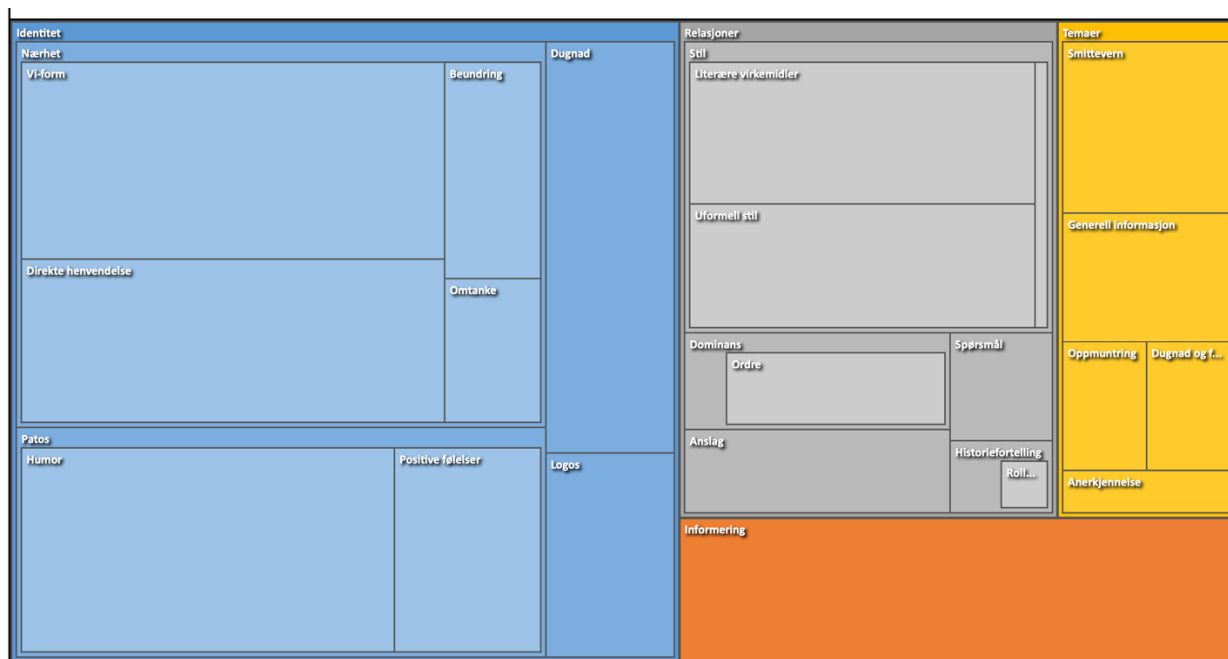 Identitet
Nærhet
Vi-form
Beundring
Direkte henvendelse
Omtanke
Dugnad
Patos
Humor
Positive følelser
Logos
Relasjoner
Stil
Literære virkemidler
Uformell stil
Dominans
Ordre
Spørsmål
Anslag
Historiefortelling
Roll...
Temaer
Smittevern
Generell informasjon
Oppmuntring
Dugnad og f...
Anerkjennelse
Informering